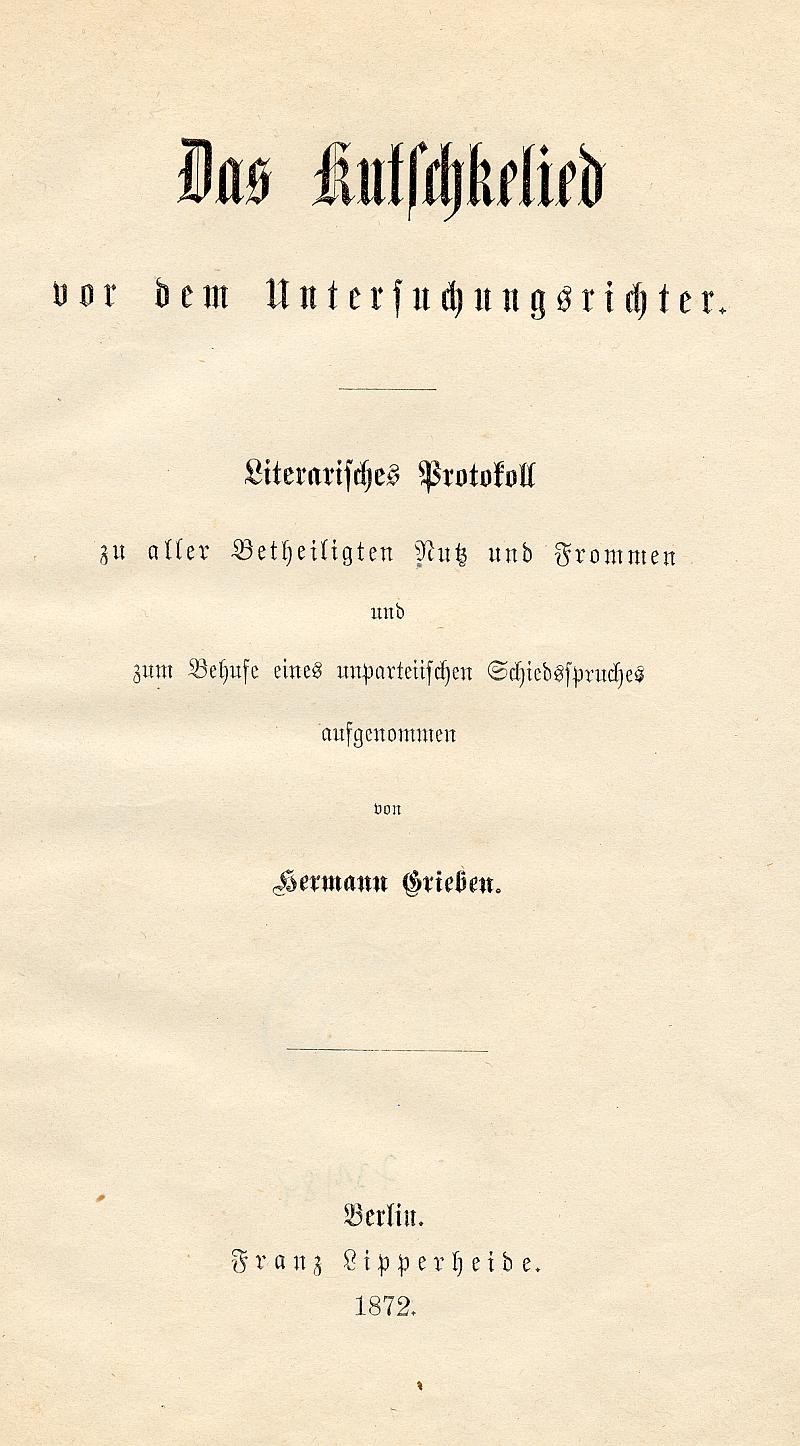 Das Kutschkelied
vor dem Untersuchungsrichter.
Literarisches Protokoll
zu aller Betheiligten Nutz und Frommen
und
zum Behufe eines unparteiischen Schiedsspruches
aufgenommen
von
Hermann Grieben.
Berlin.
Franz Lipperheide.
1872.